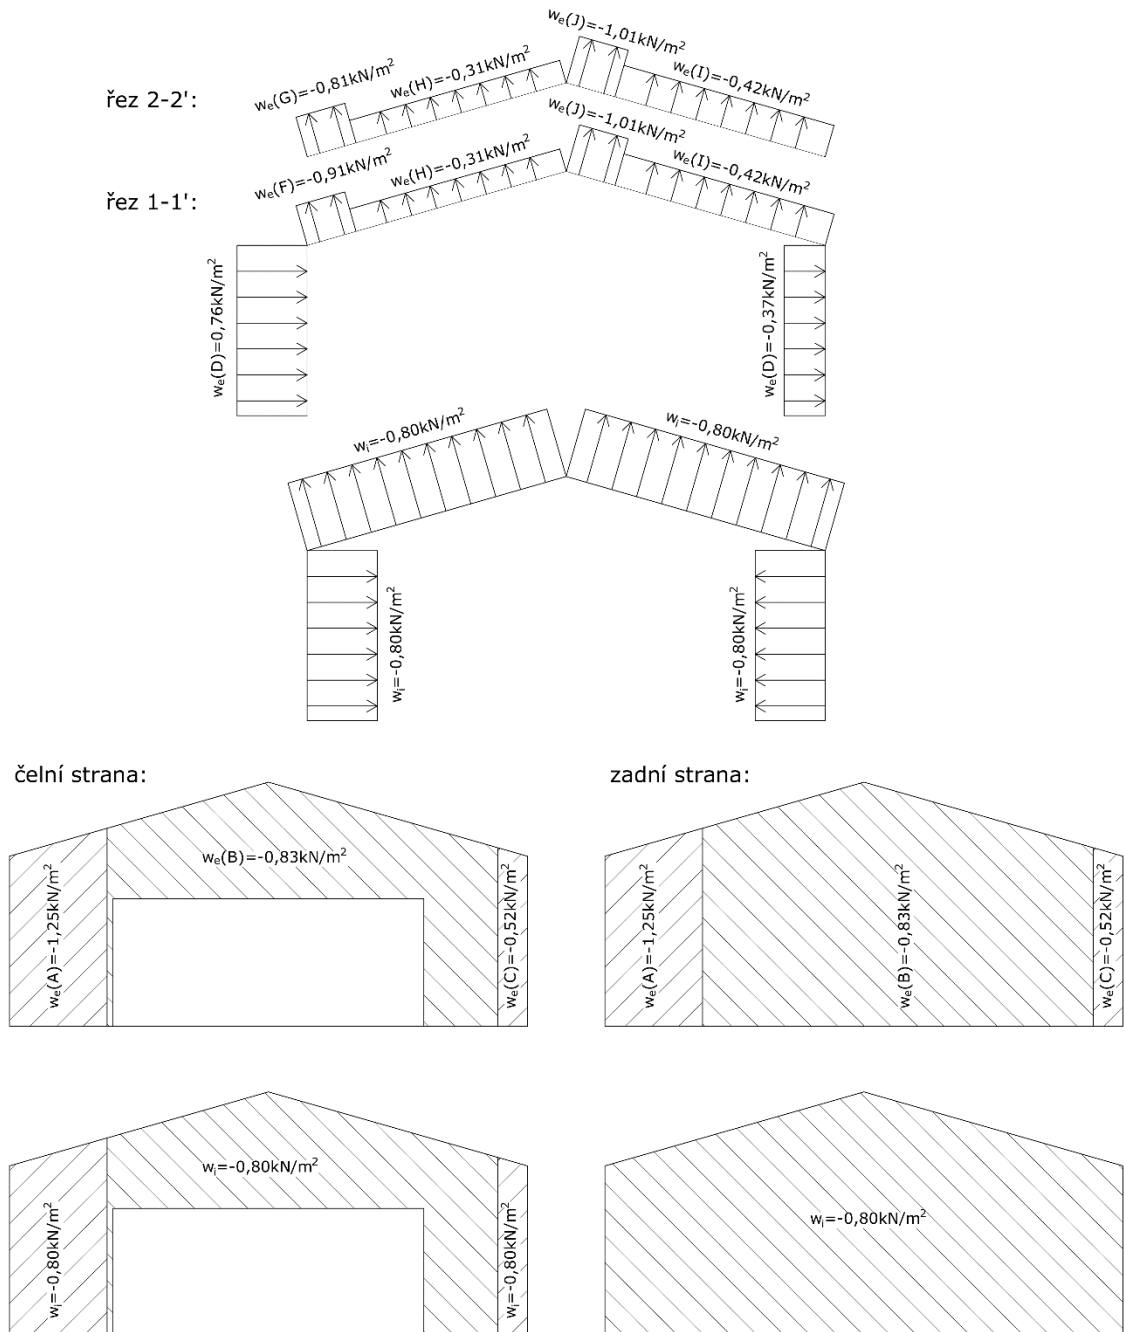 wₑ(J)=-1,01kN/m²
wₑ(G)=-0,81kN/m²
wₑ(H)=-0,31kN/m²
wₑ(I)=-0,42kN/m²
řez 2-2':
wₑ(J)=-1,01kN/m²
wₑ(F)=-0,91kN/m²
wₑ(H)=-0,31kN/m²
wₑ(I)=-0,42kN/m²
řez 1-1':
wₑ(D)=0,76kN/m²
wₑ(D)=-0,37kN/m²
wᵢ=-0,80kN/m²
wᵢ=-0,80kN/m²
wᵢ=-0,80kN/m²
wᵢ=-0,80kN/m²
čelní strana:
zadní strana:
wₑ(A)=-1,25kN/m²
wₑ(B)=-0,83kN/m²
wₑ(C)=-0,52kN/m²
wₑ(A)=-1,25kN/m²
wₑ(B)=-0,83kN/m²
wₑ(C)=-0,52kN/m²
wᵢ=-0,80kN/m²
wᵢ=-0,80kN/m²
wᵢ=-0,80kN/m²
wᵢ=-0,80kN/m²